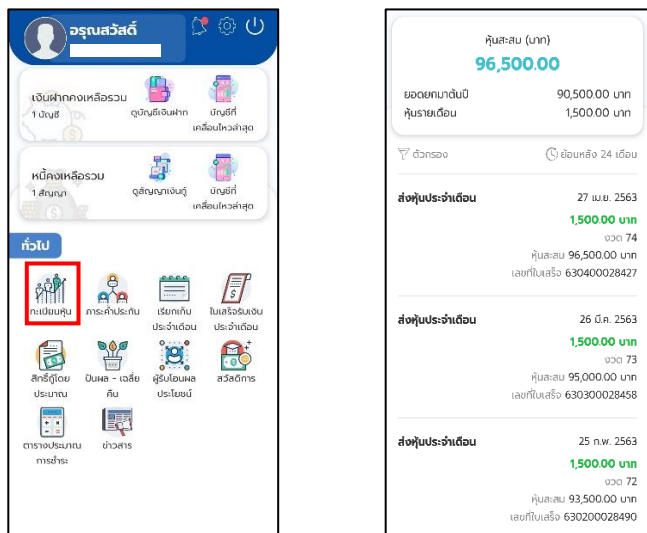 อรุณสวัสดิ์
เงินฝากคงเหลือรวม
1 บัญชี
ดูบัญชีเงินฝาก
บัญชีที่
เคลื่อนไหวล่าสุด
หนี้คงเหลือรวม
1 สัญญา
ดูสัญญาเงินกู้
บัญชีที่
เคลื่อนไหวล่าสุด
ทั่วไป
ทะเบียนหุ้น
ภาระค้ำประกัน
เรียกเก็บ
ประจำเดือน
ใบเสร็จรับเงิน
ประจำเดือน
สิทธิ์กู้โดย
ประมาณ
ปันผล - เฉลี่ย
คืน
ผู้รับโอนผล
ประโยชน์
สวัสดิการ
ตารางประมาณ
การชำระ
ข่าวสาร
หุ้นสะสม (บาท)
96,500.00
ยอดยกมาต้นปี 90,500.00 บาท
หุ้นรายเดือน 1,500.00 บาท
ตัวกรอง ย้อนหลัง 24 เดือน
ส่งหุ้นประจำเดือน 27 เม.ย. 2563
1,500.00 บาท
งวด 74
หุ้นสะสม 96,500.00 บาท
เลขที่ใบเสร็จ 630400028427
ส่งหุ้นประจำเดือน 26 มี.ค. 2563
1,500.00 บาท
งวด 73
หุ้นสะสม 95,000.00 บาท
เลขที่ใบเสร็จ 630300028458
ส่งหุ้นประจำเดือน 25 ก.พ. 2563
1,500.00 บาท
งวด 72
หุ้นสะสม 93,500.00 บาท
เลขที่ใบเสร็จ 630200028490